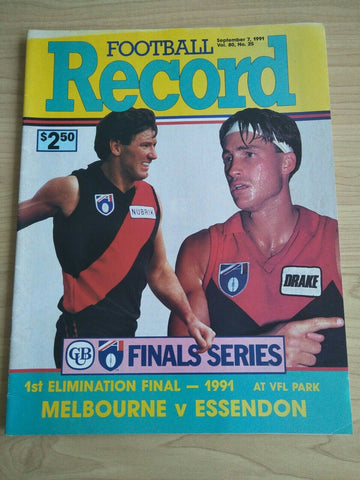 FOOTBALL
September 7, 1991
Vol. 80, No. 25
Record
$2.50
NUBRIK
DRAKE
GBC FINALS SERIES
1st ELIMINATION FINAL — 1991 AT VFL PARK
MELBOURNE v ESSENDON